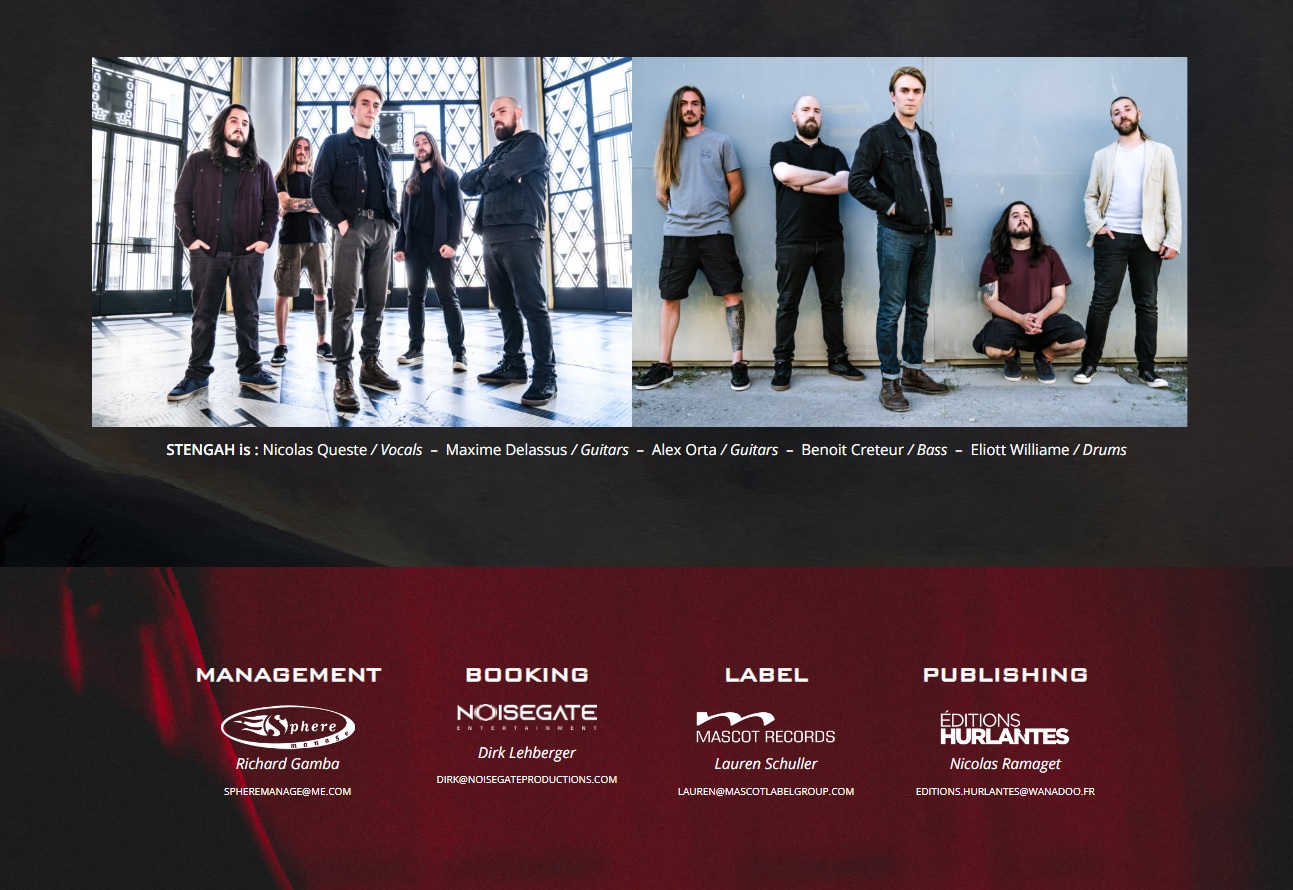 STENGAH is : Nicolas Queste / Vocals – Maxime Delassus / Guitars – Alex Orta / Guitars – Benoit Creteur / Bass – Eliott Williame / Drums
MANAGEMENT
Sphere
manage
Richard Gamba
SPHEREMANAGE@ME.COM
BOOKING
NOISEGATE
ENTERTAINMENT
Dirk Lehberger
DIRK@NOISEGATEPRODUCTIONS.COM
LABEL
MASCOT RECORDS
Lauren Schuller
LAUREN@MASCOTLABELGROUP.COM
PUBLISHING
ÉDITIONS
HURLANTES
Nicolas Ramaget
EDITIONS.HURLANTES@WANADOO.FR